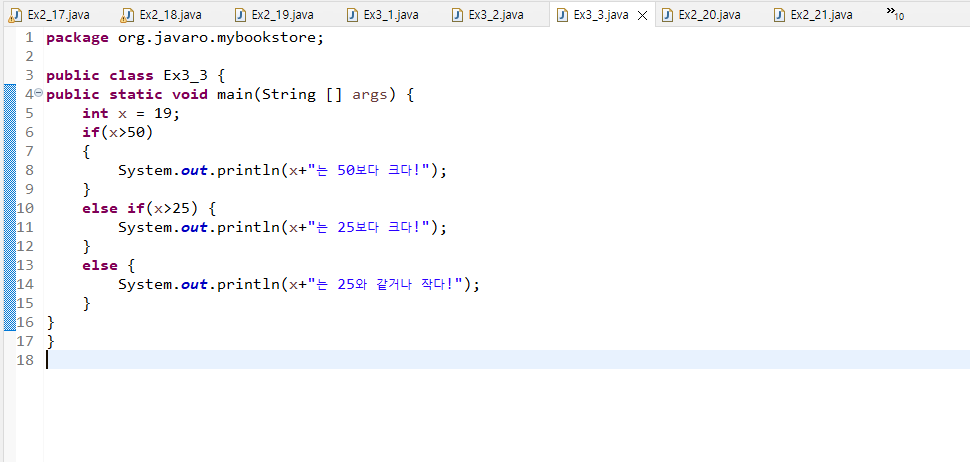 Ex2_17.java Ex2_18.java Ex2_19.java Ex3_1.java Ex3_2.java Ex3_3.java Ex2_20.java Ex2_21.java »10
1 package org.javaro.mybookstore;
2
3 public class Ex3_3 {
4 public static void main(String [] args) {
5 int x = 19;
6 if(x>50)
7 {
8 System.out.println(x+"는 50보다 크다!");
9 }
10 else if(x>25) {
11 System.out.println(x+"는 25보다 크다!");
12 }
13 else {
14 System.out.println(x+"는 25와 같거나 작다!");
15 }
16 }
17 }
18